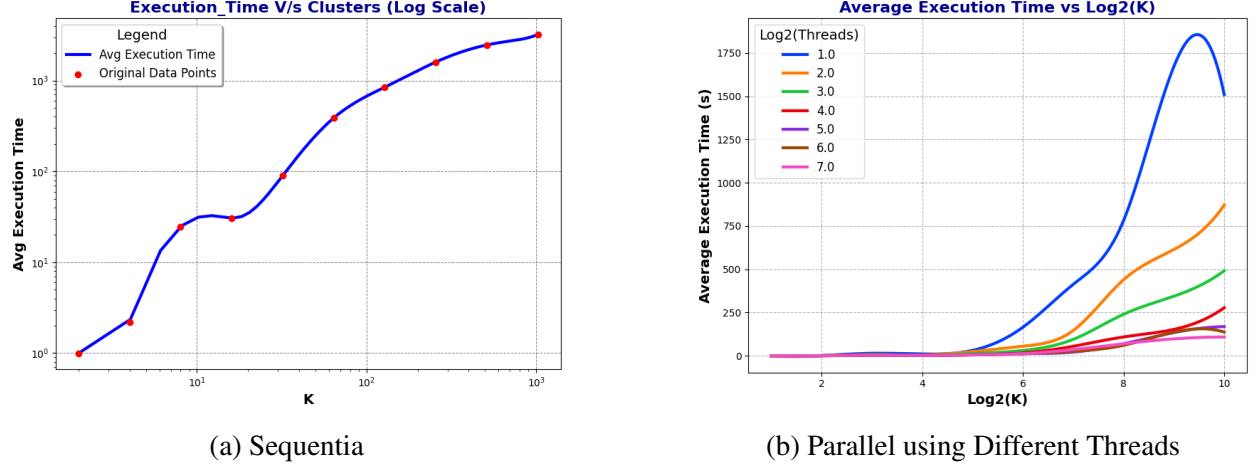 Execution_Time V/s Clusters (Log Scale)
Legend
Avg Execution Time
Original Data Points
Avg Execution Time
10^3
10^2
10^1
10^0
10^1
10^2
10^3
K
(a) Sequentia
Average Execution Time vs Log2(K)
Log2(Threads)
1.0
2.0
3.0
4.0
5.0
6.0
7.0
Average Execution Time (s)
1750
1500
1250
1000
750
500
250
0
2
4
6
8
10
Log2(K)
(b) Parallel using Different Threads